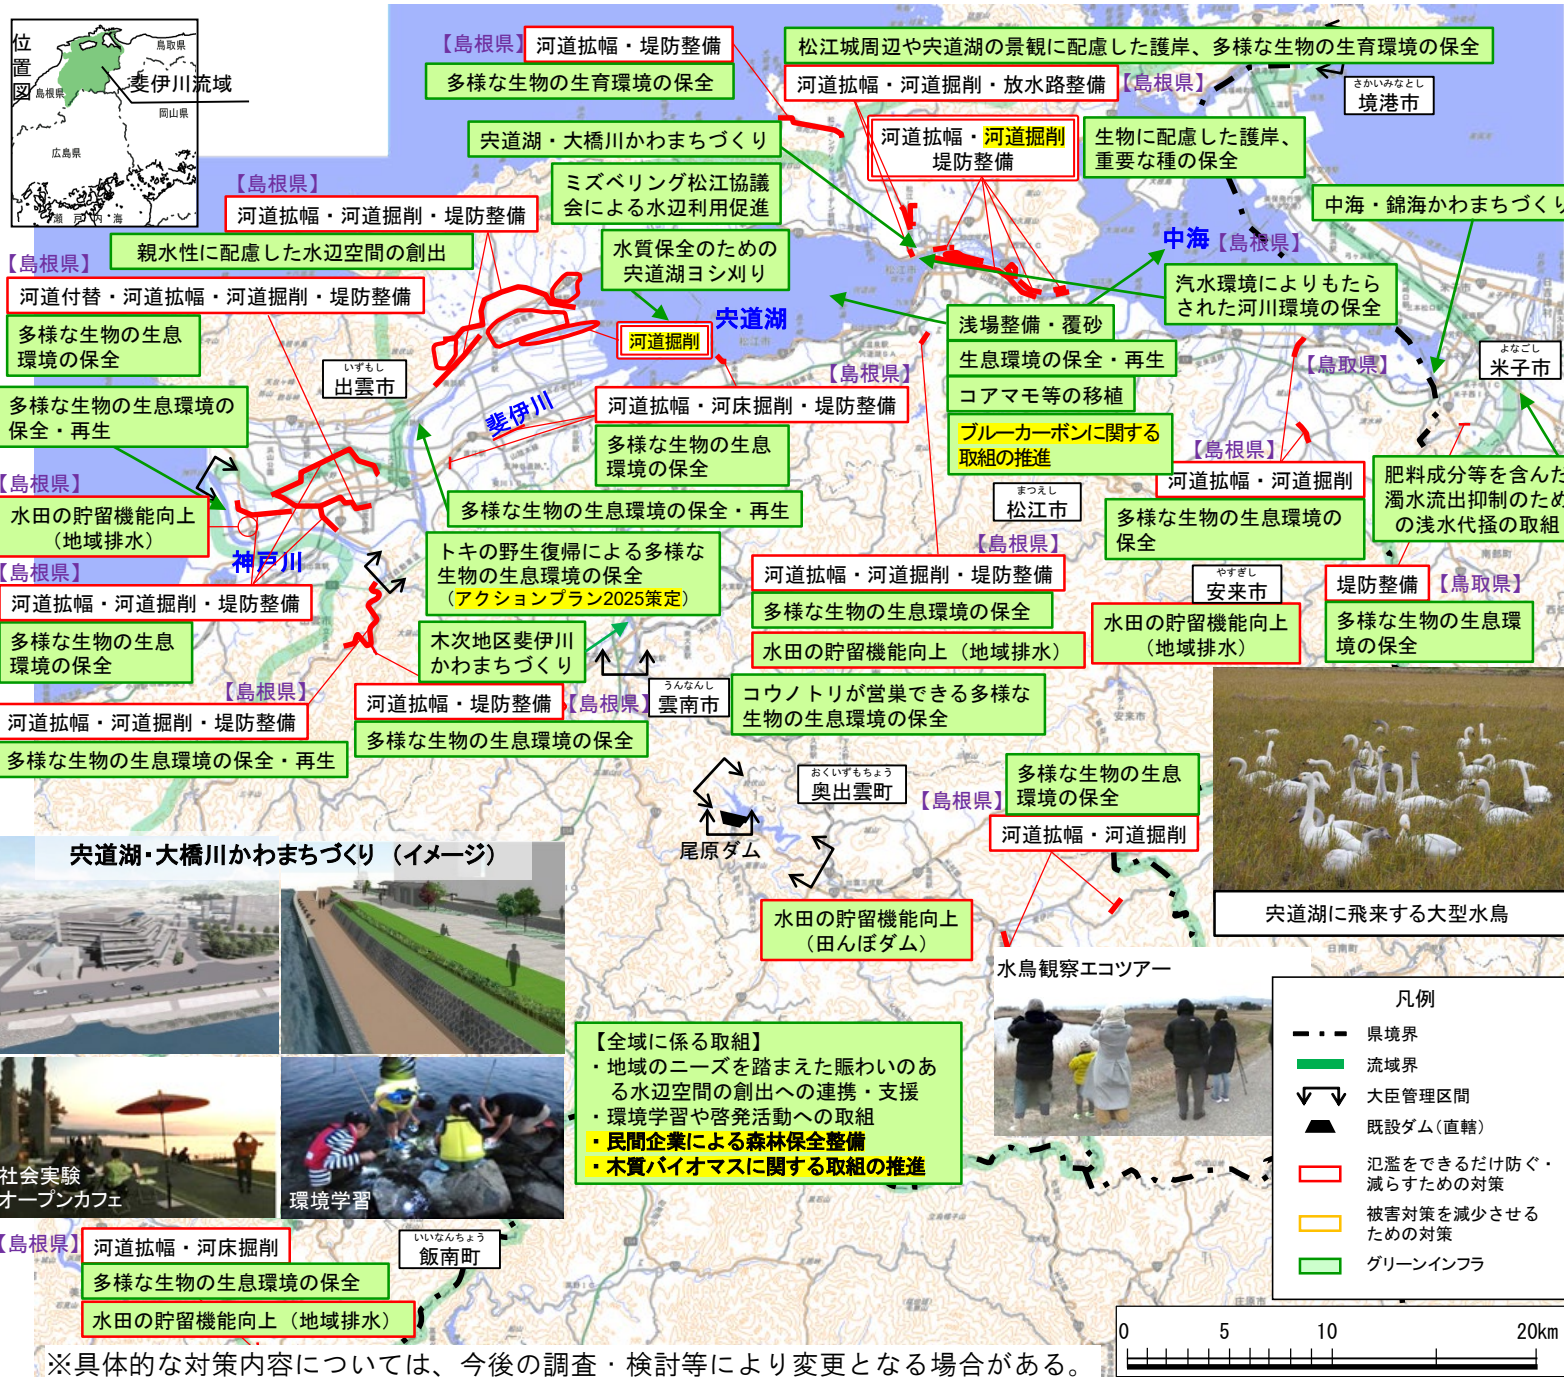 位
置
図
鳥取県
斐伊川流域
島根県
岡山県
広島県
瀬戸内海
【島根県】
河道拡幅・堤防整備
多様な生物の生育環境の保全
松江城周辺や宍道湖の景観に配慮した護岸、多様な生物の生育環境の保全
河道拡幅・河道掘削・放水路整備
【島根県】
さかいみなとし
境港市
宍道湖・大橋川かわまちづくり
河道拡幅・河道掘削
堤防整備
生物に配慮した護岸、
重要な種の保全
ミズベリング松江協議
会による水辺利用促進
【島根県】
河道拡幅・河道掘削・堤防整備
中海・錦海かわまちづくり
親水性に配慮した水辺空間の創出
水質保全のための
宍道湖ヨシ刈り
中海
【島根県】
【島根県】
河道付替・河道拡幅・河道掘削・堤防整備
汽水環境によりもたら
された河川環境の保全
多様な生物の生息
環境の保全
河道掘削
宍道湖
浅場整備・覆砂
生息環境の保全・再生
コアマモ等の移植
ブルーカーボンに関する
取組の推進
いずもし
出雲市
【島根県】
河道拡幅・河床掘削・堤防整備
多様な生物の生息
環境の保全
斐伊川
【鳥取県】
よなごし
米子市
多様な生物の生息環境の
保全・再生
【島根県】
河道拡幅・河道掘削
多様な生物の生息環境の
保全
肥料成分等を含んだ
濁水流出抑制のため
の浅水代掻の取組
【島根県】
水田の貯留機能向上
（地域排水）
多様な生物の生息環境の保全・再生
まつえし
松江市
神戸川
トキの野生復帰による多様な
生物の生息環境の保全
（アクションプラン2025策定）
【島根県】
河道拡幅・河道掘削・堤防整備
多様な生物の生息環境の保全
水田の貯留機能向上（地域排水）
【島根県】
河道拡幅・河道掘削・堤防整備
多様な生物の生息
環境の保全
やすぎし
安来市
水田の貯留機能向上
（地域排水）
堤防整備
【鳥取県】
多様な生物の生息環
境の保全
木次地区斐伊川
かわまちづくり
【島根県】
河道拡幅・河道掘削・堤防整備
多様な生物の生息環境の保全・再生
河道拡幅・堤防整備
【島根県】
多様な生物の生息環境の保全
うんなんし
雲南市
コウノトリが営巣できる多様な
生物の生息環境の保全
おくいずもちょう
奥出雲町
尾原ダム
多様な生物の生息
環境の保全
【島根県】
河道拡幅・河道掘削
水田の貯留機能向上
（田んぼダム）
宍道湖・大橋川かわまちづくり（イメージ）
宍道湖に飛来する大型水鳥
水鳥観察エコツアー
社会実験
オープンカフェ
環境学習
【全域に係る取組】
・地域のニーズを踏まえた賑わいのあ
る水辺空間の創出への連携・支援
・環境学習や啓発活動への取組
・民間企業による森林保全整備
・木質バイオマスに関する取組の推進
凡例
県境界
流域界
大臣管理区間
既設ダム（直轄）
氾濫をできるだけ防ぐ・
減らすための対策
被害対策を減少させる
ための対策
グリーンインフラ
【島根県】
河道拡幅・河床掘削
多様な生物の生息環境の保全
水田の貯留機能向上（地域排水）
いいなんちょう
飯南町
0 5 10 20km
※具体的な対策内容については、今後の調査・検討等により変更となる場合がある。